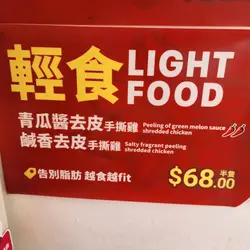 輕食 LIGHT FOOD
青瓜醬去皮手撕雞 Peeling of green melon sauce shredded chicken
鹹香去皮手撕雞 Salty fragrant peeling shredded chicken
告別脂肪 越食越fit
半隻 $68.00